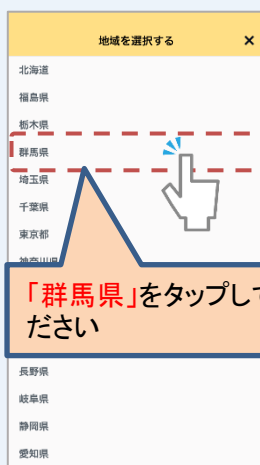 地域を選択する ×
北海道
福島県
栃木県
群馬県
埼玉県
千葉県
東京都
「群馬県」をタップして
ださい
長野県
岐阜県
静岡県
愛知県